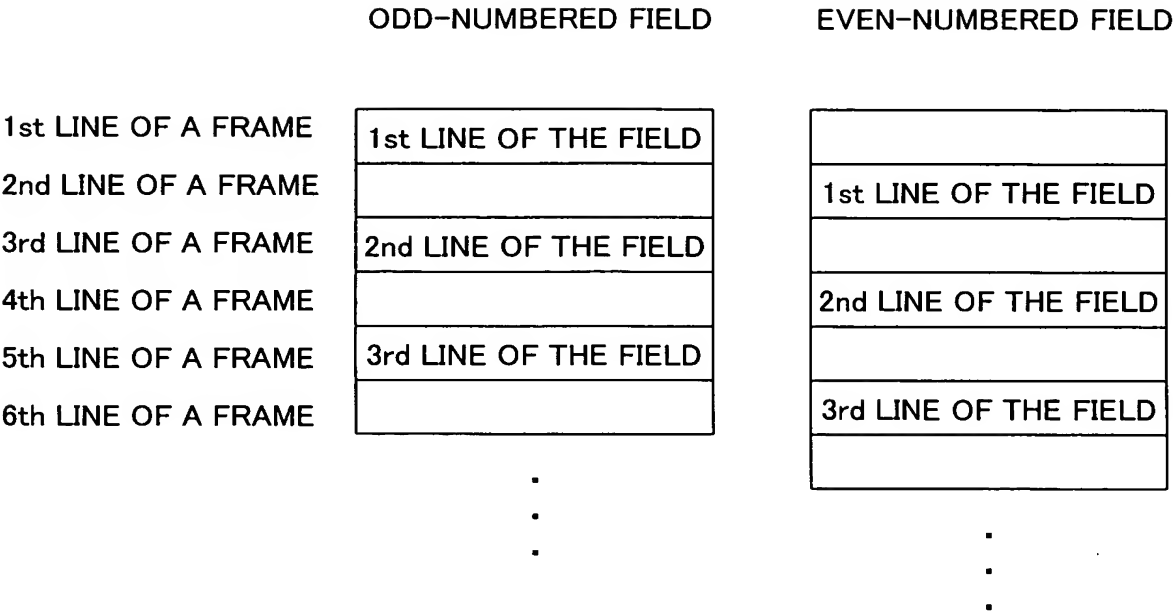 ODD-NUMBERED FIELD EVEN-NUMBERED FIELD
1st LINE OF A FRAME 1st LINE OF THE FIELD
2nd LINE OF A FRAME 1st LINE OF THE FIELD
3rd LINE OF A FRAME 2nd LINE OF THE FIELD
4th LINE OF A FRAME 2nd LINE OF THE FIELD
5th LINE OF A FRAME 3rd LINE OF THE FIELD
6th LINE OF A FRAME 3rd LINE OF THE FIELD